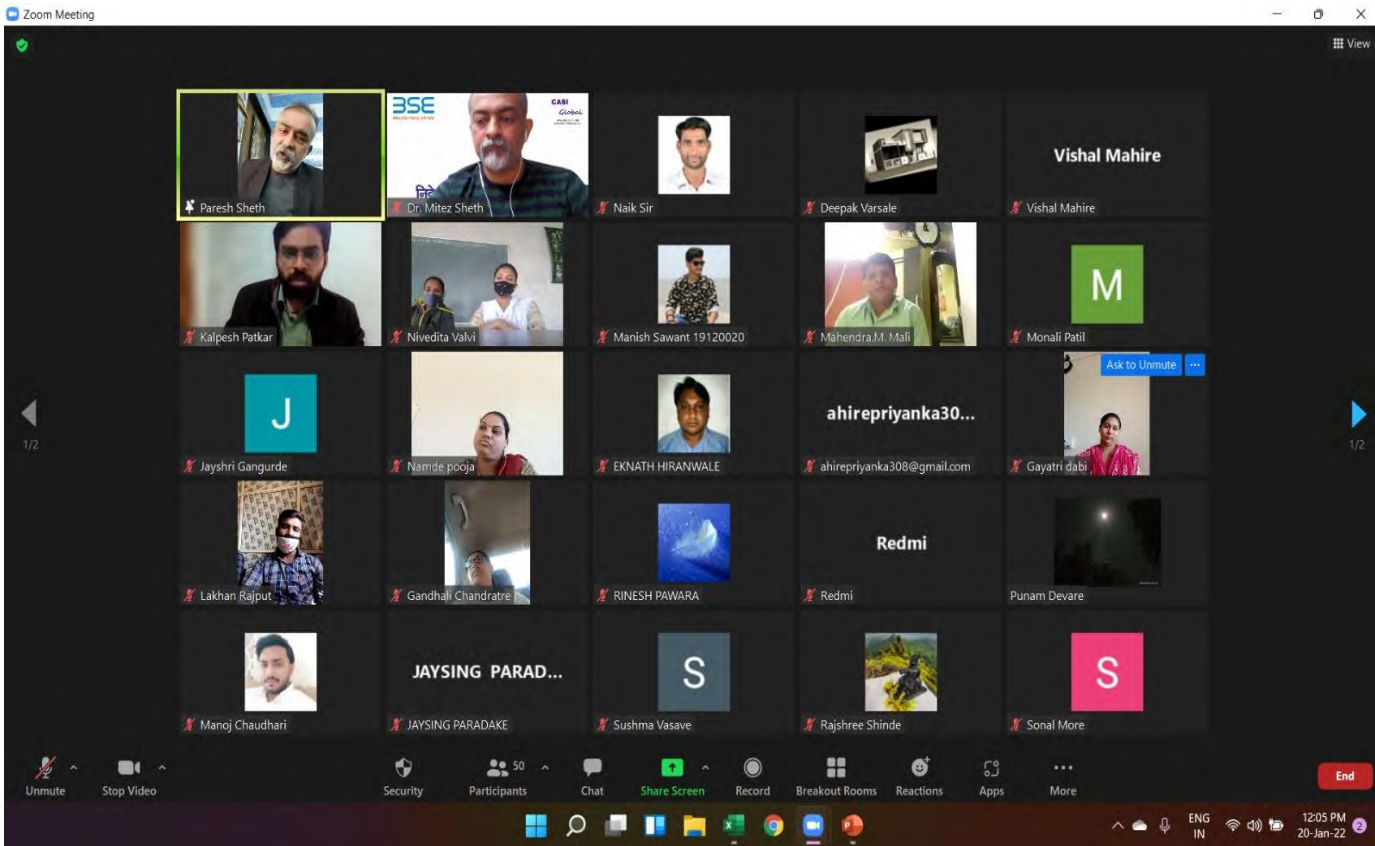 Zoom Meeting
View
BSE
CASI
Global
निवे
Paresh Sheth
Dr. Mitez Sheth
Naik Sir
Deepak Varsale
Vishal Mahire
Vishal Mahire
Kalpesh Patkar
Nivedita Valvi
Manish Sawant 19120020
Mahendra.M. Mali
M
Monali Patil
J
Jayshri Gangurde
Namde pooja
EKNATH HIRANWALE
ahirepriyanka30...
ahirepriyanka308@gmail.com
Ask to Unmute ...
Gayatri dabi
1/2
1/2
Lakhan Rajput
Gandhali Chandratre
RINESH PAWARA
Redmi
Redmi
Punam Devare
Manoj Chaudhari
JAYSING PARAD...
JAYSING PARADAKE
S
Sushma Vasave
Rajshree Shinde
S
Sonal More
Unmute
Stop Video
Security
50
Participants
Chat
Share Screen
Record
Breakout Rooms
Reactions
Apps
More
End
ENG
IN
12:05 PM
20-Jan-22
2